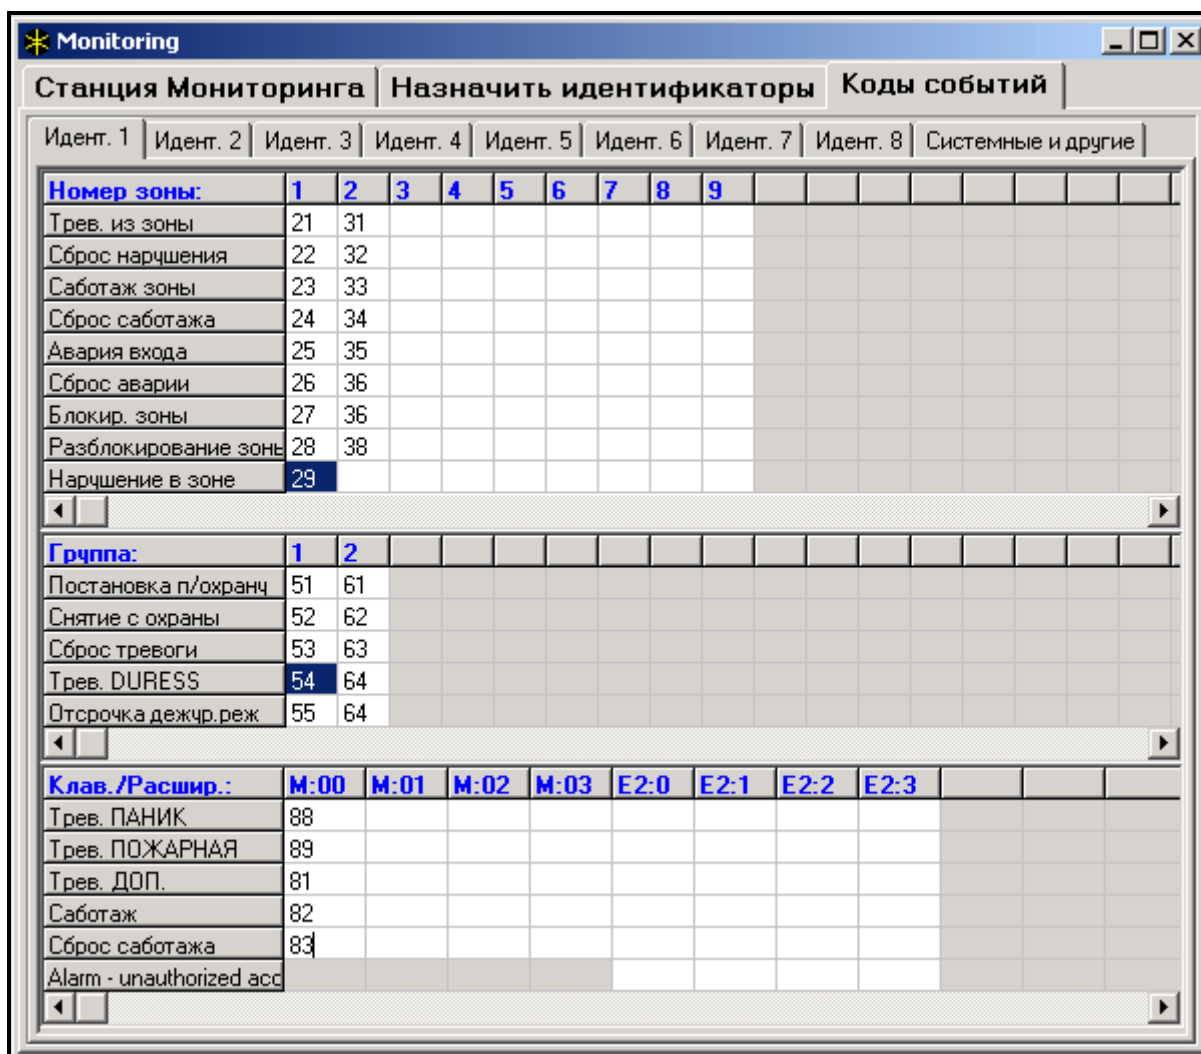 Monitoring
Станция Мониторинга Назначить идентификаторы Коды событий
Идент. 1 Идент. 2 Идент. 3 Идент. 4 Идент. 5 Идент. 6 Идент. 7 Идент. 8 Системные и другие
Номер зоны: 1 2 3 4 5 6 7 8 9
Трев. из зоны 21 31
Сброс нарушения 22 32
Саботаж зоны 23 33
Сброс саботажа 24 34
Авария входа 25 35
Сброс аварии 26 36
Блокир. зоны 27 36
Разблокирование зоны 28 38
Нарушение в зоне 29
Группа: 1 2
Постановка п/охрану 51 61
Снятие с охраны 52 62
Сброс тревоги 53 63
Трев. DURESS 54 64
Отсрочка дежур.реж 55 64
Клав./Расшир.: M:00 M:01 M:02 M:03 E2:0 E2:1 E2:2 E2:3
Трев. ПАНИК 88
Трев. ПОЖАРНАЯ 89
Трев. ДОП. 81
Саботаж 82
Сброс саботажа 83
Alarm - unauthorized acc